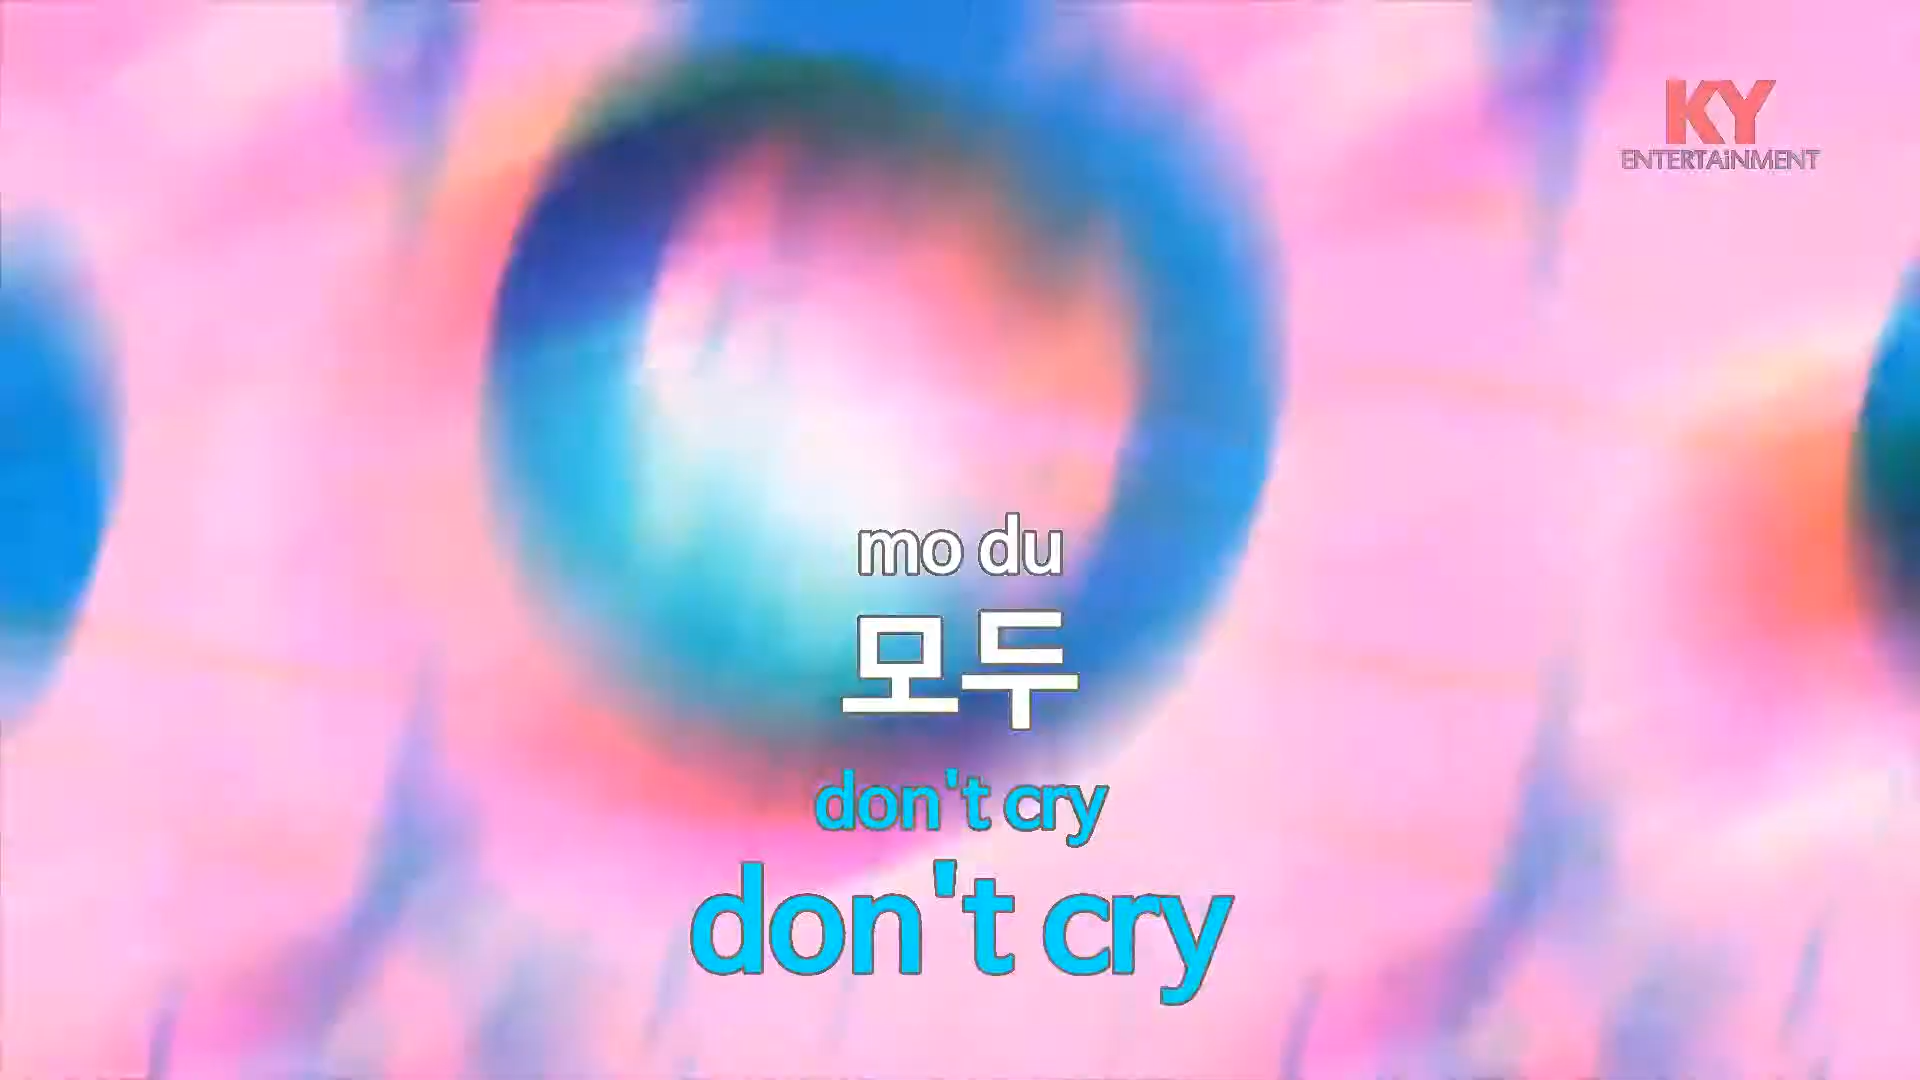 KY
ENTERTAiNMENT
mo du
모두
don't cry
don't cry